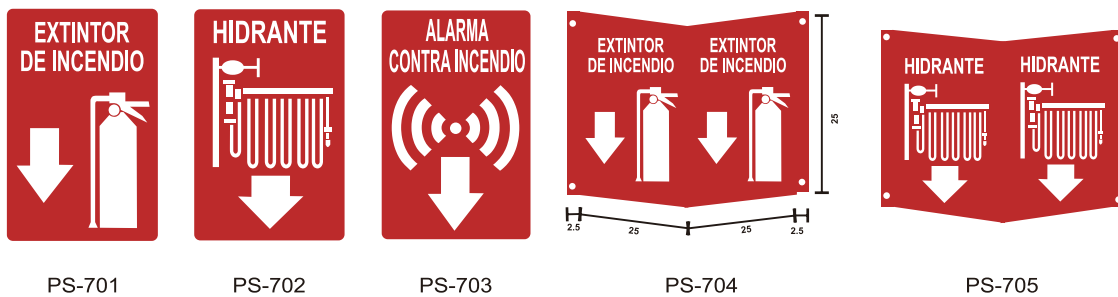 EXTINTOR
DE INCENDIO
HIDRANTE
ALARMA
CONTRA INCENDIO
EXTINTOR
DE INCENDIO
EXTINTOR
DE INCENDIO
25
2.5
25
25
2.5
HIDRANTE
HIDRANTE
PS-701
PS-702
PS-703
PS-704
PS-705